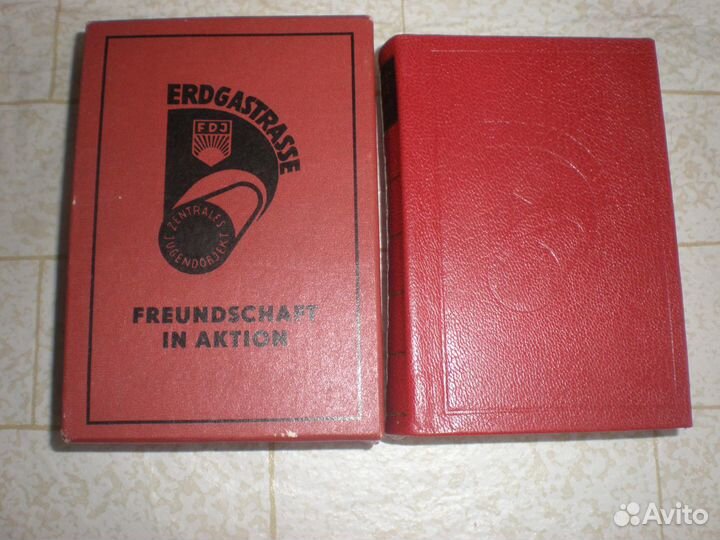 ERDGASTRASSE
FDJ
ZENTRALES
JUGENDOBJEKT
FREUNDSCHAFT
IN AKTION
Avito